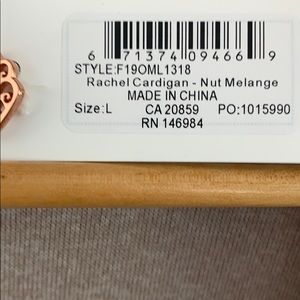 6 71374 09466 9
STYLE:F19OML1318
Rachel Cardigan - Nut Melange
MADE IN CHINA
Size:L CA 20859 PO:1015990
RN 146984